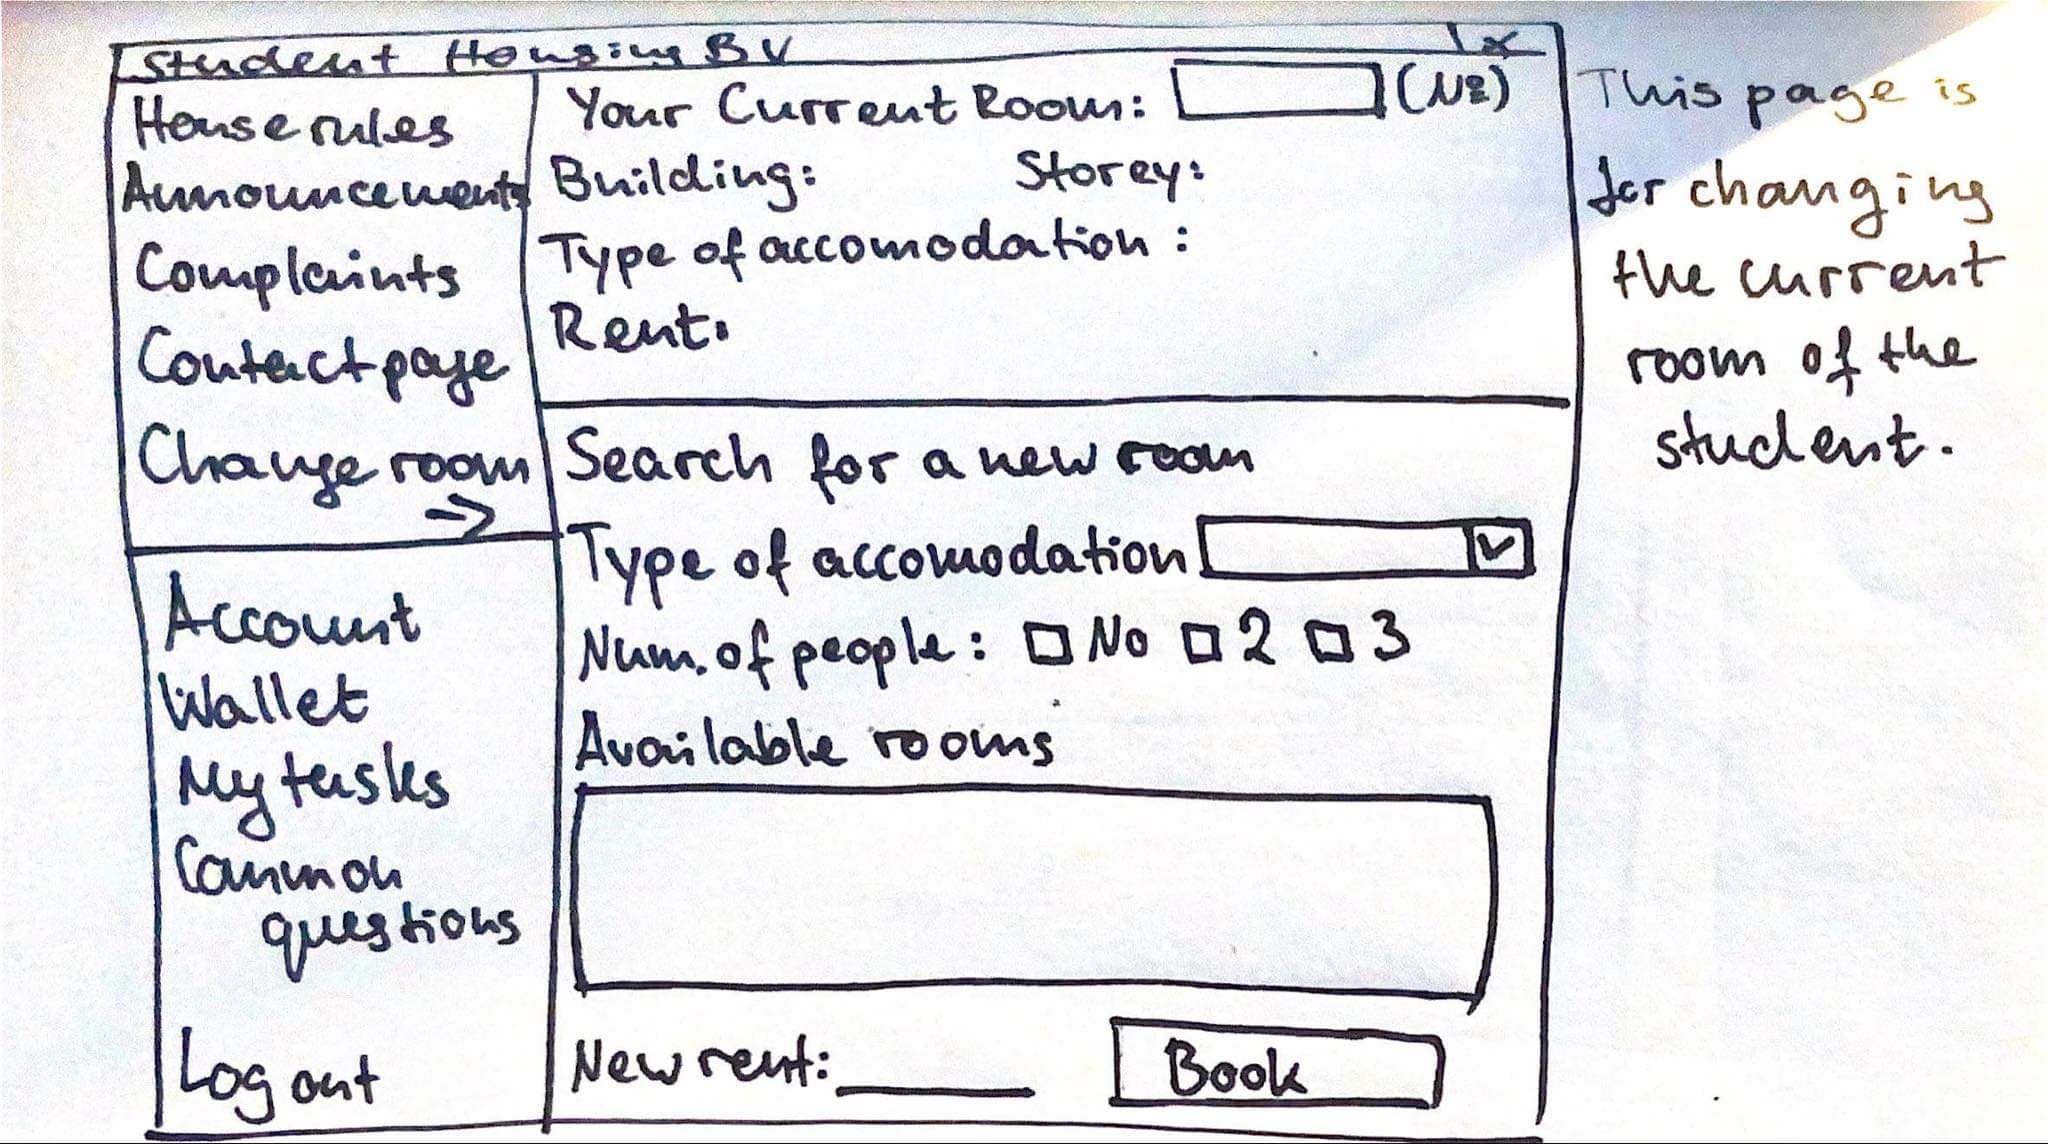 Student Housing BV x
House rules
Announcements
Complaints
Contact page
Change room
→
Account
Wallet
My tasks
Common
questions
Log out
Your Current Room: (№)
Building: Storey:
Type of accomodation :
Rent:
Search for a new room
Type of accomodation
Num. of people: No 2 3
Available rooms
New rent: Book
This page is
for changing
the current
room of the
student.